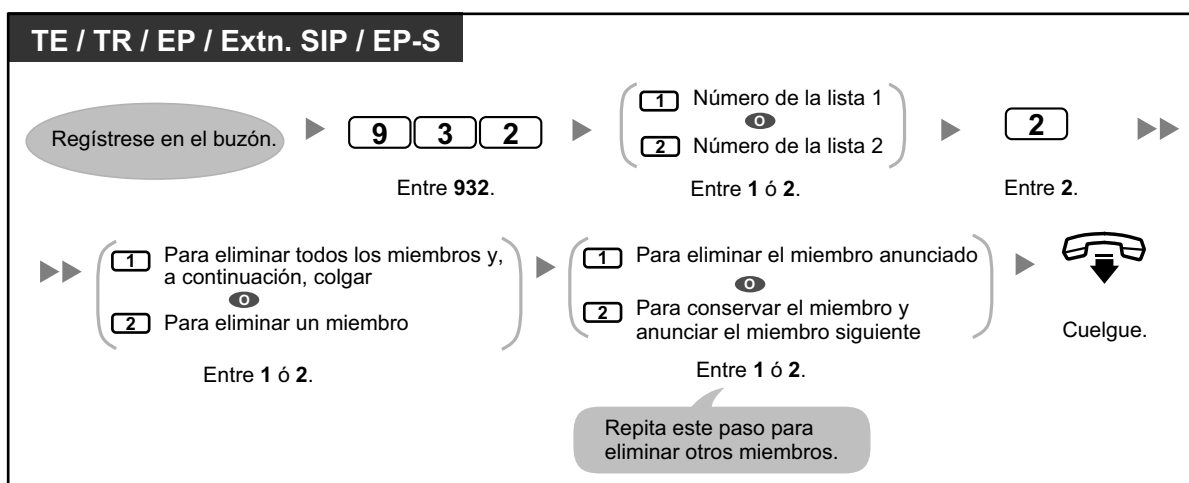 TE / TR / EP / Extn. SIP / EP-S
Regístrese en el buzón.
9 3 2
Entre 932.
1 Número de la lista 1
O
2 Número de la lista 2
Entre 1 ó 2.
2
Entre 2.
1 Para eliminar todos los miembros y,
a continuación, colgar
O
2 Para eliminar un miembro
Entre 1 ó 2.
1 Para eliminar el miembro anunciado
O
2 Para conservar el miembro y
anunciar el miembro siguiente
Entre 1 ó 2.
Repita este paso para
eliminar otros miembros.
Cuelgue.